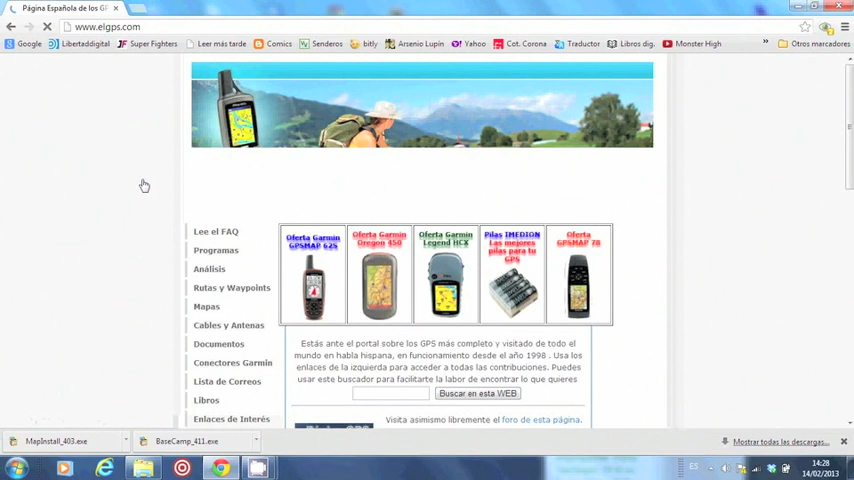 Página Española de los G
www.elgps.com
Google
Libertaddigital
Super Fighters
Leer más tarde
Comics
Senderos
bitly
Arsenio Lupin
Yahoo
Cot. Corona
Traductor
Libros dig.
Monster High
»
Otros marcadores
Lee el FAQ
Programas
Análisis
Rutas y Waypoints
Mapas
Cables y Antenas
Documentos
Conectores Garmin
Lista de Correos
Libros
Enlaces de Interés
Oferta Garmin
GPSMAP 62S
Oferta Garmin
Oregon 450
Oferta Garmin
Legend HCX
Pilas IMEDION
Las mejores
pilas para tu
GPS
Oferta
GPSMAP 78
Estás ante el portal sobre los GPS más completo y visitado de todo el
mundo en habla hispana, en funcionamiento desde el año 1998 . Usa los
enlaces de la izquierda para acceder a todas las contribuciones. Puedes
usar este buscador para facilitarte la labor de encontrar lo que quieres
Buscar en esta WEB
Visita asimismo libremente el foro de esta página.
MapInstall_403.exe
BaseCamp_411.exe
Mostrar todas las descargas...
ES
14:28
14/02/2013